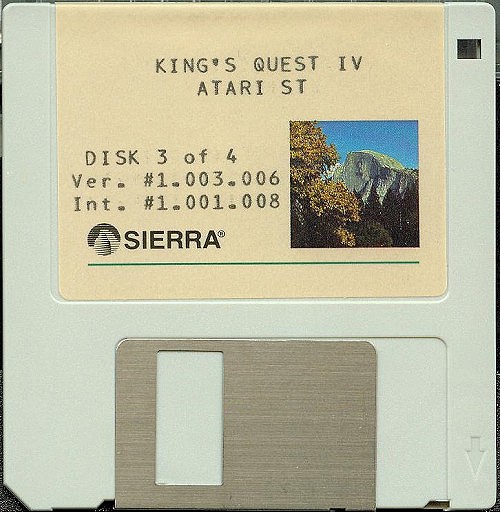 KING'S QUEST IV
ATARI ST
DISK 3 of 4
Ver. #1.003.006
Int. #1.001.008
SIERRA®